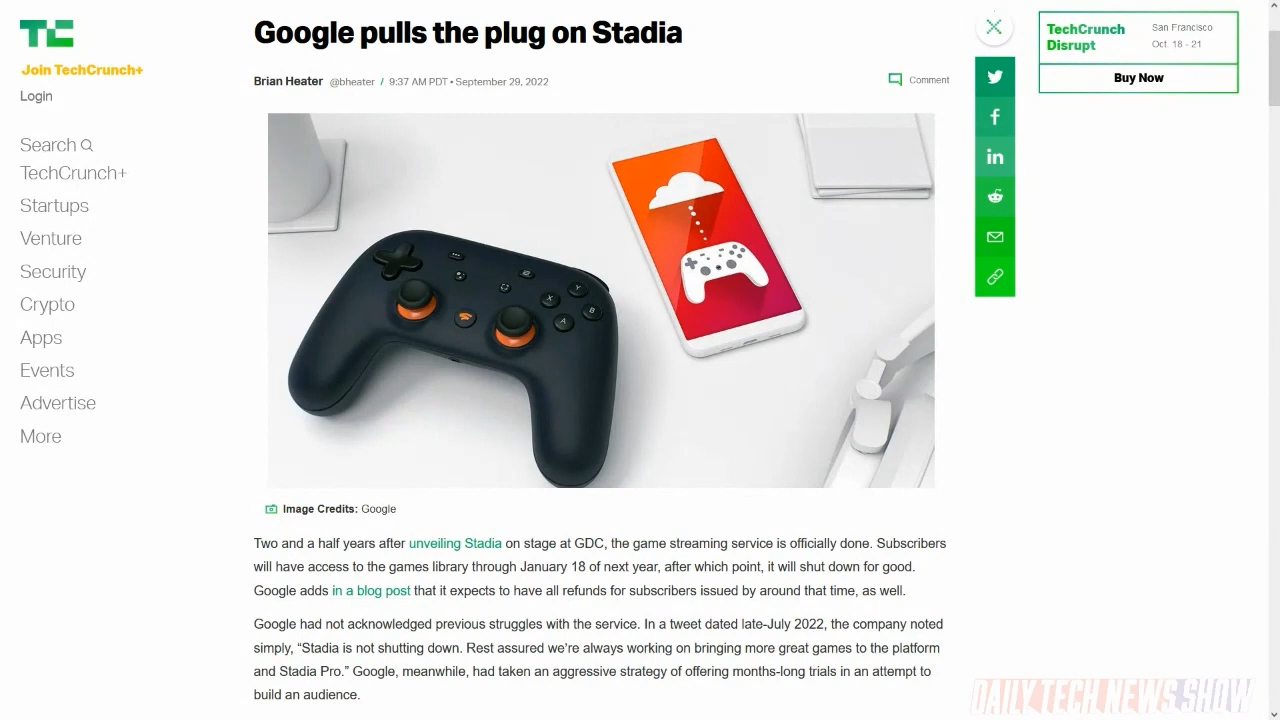 TC
Join TechCrunch+
Login
Search
TechCrunch+
Startups
Venture
Security
Crypto
Apps
Events
Advertise
More
Google pulls the plug on Stadia
Brian Heater @bheater / 9:37 AM PDT • September 29, 2022
Comment
Y
X
B
A
Image Credits: Google
Two and a half years after unveiling Stadia on stage at GDC, the game streaming service is officially done. Subscribers
will have access to the games library through January 18 of next year, after which point, it will shut down for good.
Google adds in a blog post that it expects to have all refunds for subscribers issued by around that time, as well.
Google had not acknowledged previous struggles with the service. In a tweet dated late-July 2022, the company noted
simply, “Stadia is not shutting down. Rest assured we’re always working on bringing more great games to the platform
and Stadia Pro.” Google, meanwhile, had taken an aggressive strategy of offering months-long trials in an attempt to
build an audience.
f
in
TechCrunch
Disrupt
San Francisco
Oct. 18 - 21
Buy Now
DAILY TECH NEWS SHOW